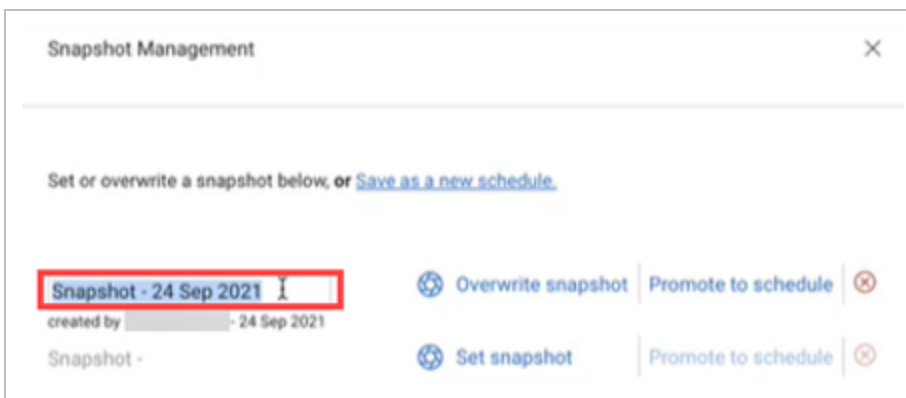 Snapshot Management
Set or overwrite a snapshot below, or Save as a new schedule.
Snapshot - 24 Sep 2021 Overwrite snapshot Promote to schedule
created by - 24 Sep 2021
Snapshot - Set snapshot Promote to schedule